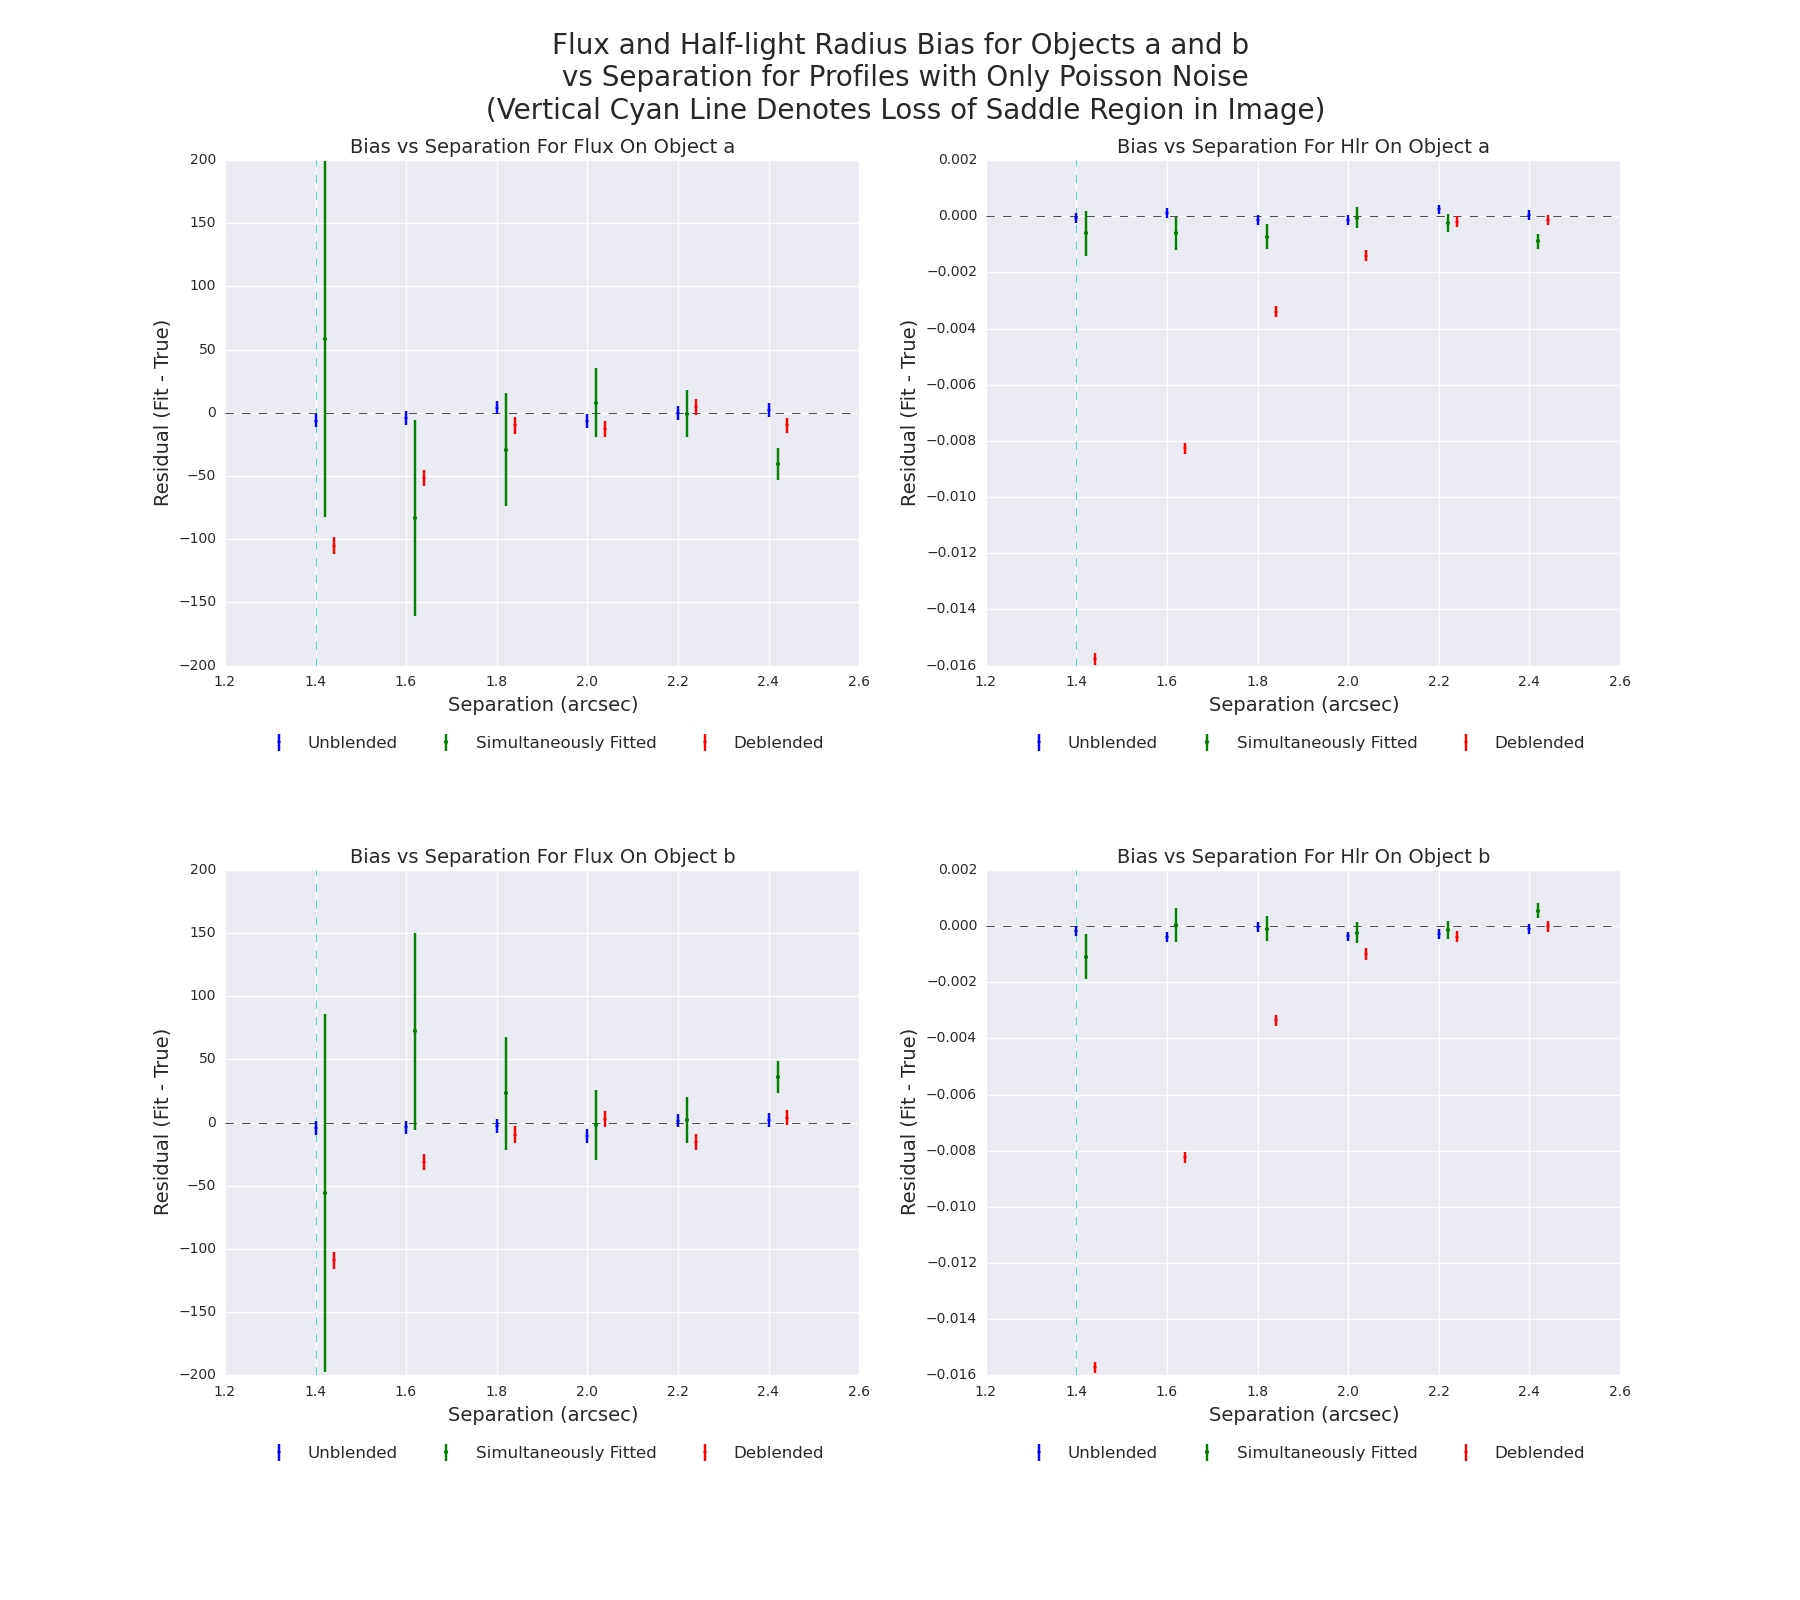 Flux and Half-light Radius Bias for Objects a and b
vs Separation for Profiles with Only Poisson Noise
(Vertical Cyan Line Denotes Loss of Saddle Region in Image)
Bias vs Separation For Flux On Object a
200
150
100
50
0
−50
−100
−150
−200
Residual (Fit - True)
1.2 1.4 1.6 1.8 2.0 2.2 2.4 2.6
Separation (arcsec)
Unblended Simultaneously Fitted Deblended
Bias vs Separation For Hlr On Object a
0.002
0.000
−0.002
−0.004
−0.006
−0.008
−0.010
−0.012
−0.014
−0.016
Residual (Fit - True)
1.2 1.4 1.6 1.8 2.0 2.2 2.4 2.6
Separation (arcsec)
Unblended Simultaneously Fitted Deblended
Bias vs Separation For Flux On Object b
200
150
100
50
0
−50
−100
−150
−200
Residual (Fit - True)
1.2 1.4 1.6 1.8 2.0 2.2 2.4 2.6
Separation (arcsec)
Unblended Simultaneously Fitted Deblended
Bias vs Separation For Hlr On Object b
0.002
0.000
−0.002
−0.004
−0.006
−0.008
−0.010
−0.012
−0.014
−0.016
Residual (Fit - True)
1.2 1.4 1.6 1.8 2.0 2.2 2.4 2.6
Separation (arcsec)
Unblended Simultaneously Fitted Deblended